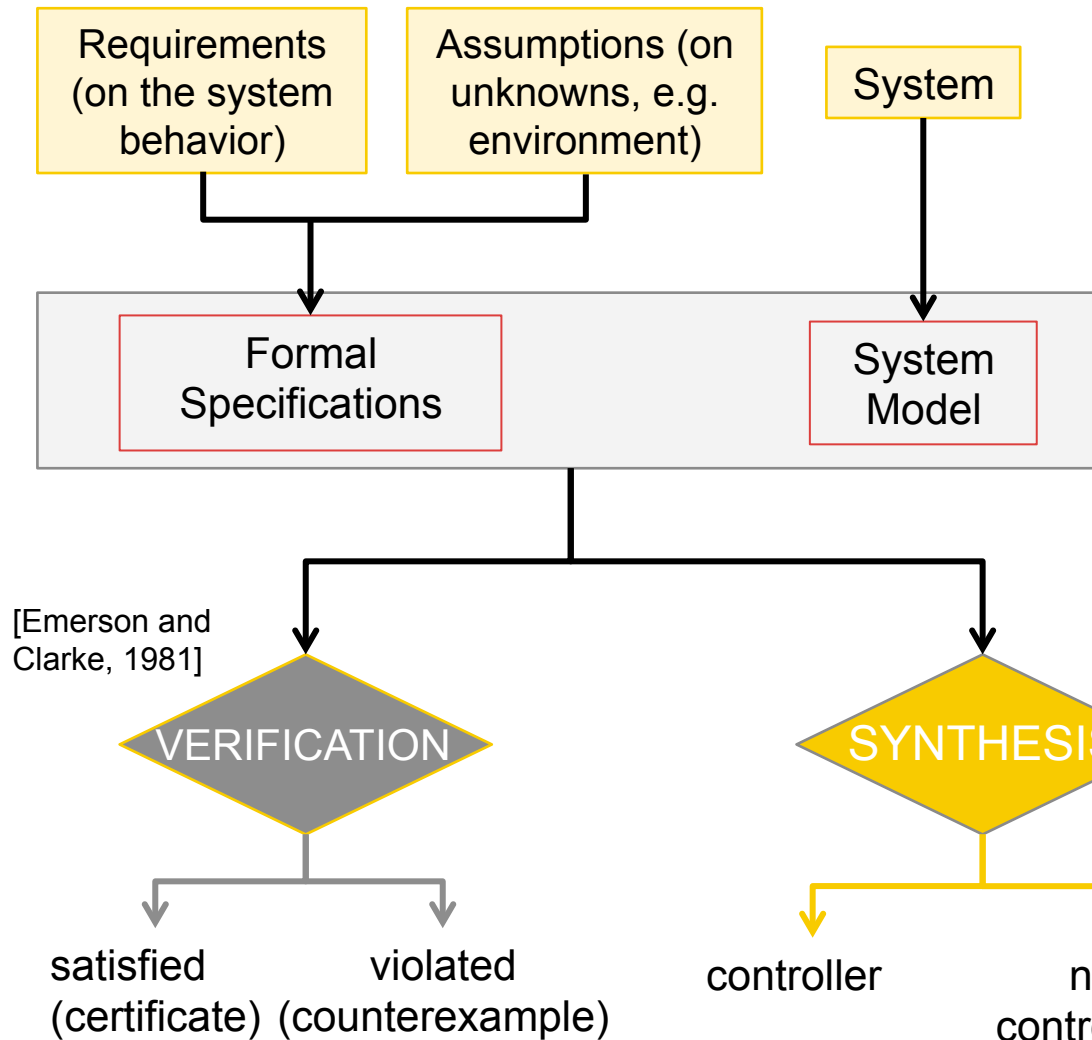 Requirements
(on the system
behavior)
Assumptions (on
unknowns, e.g.
environment)
System
Formal
Specifications
System
Model
[Emerson and
Clarke, 1981]
VERIFICATION
SYNTHESIS
satisfied
(certificate)
violated
(counterexample)
controller